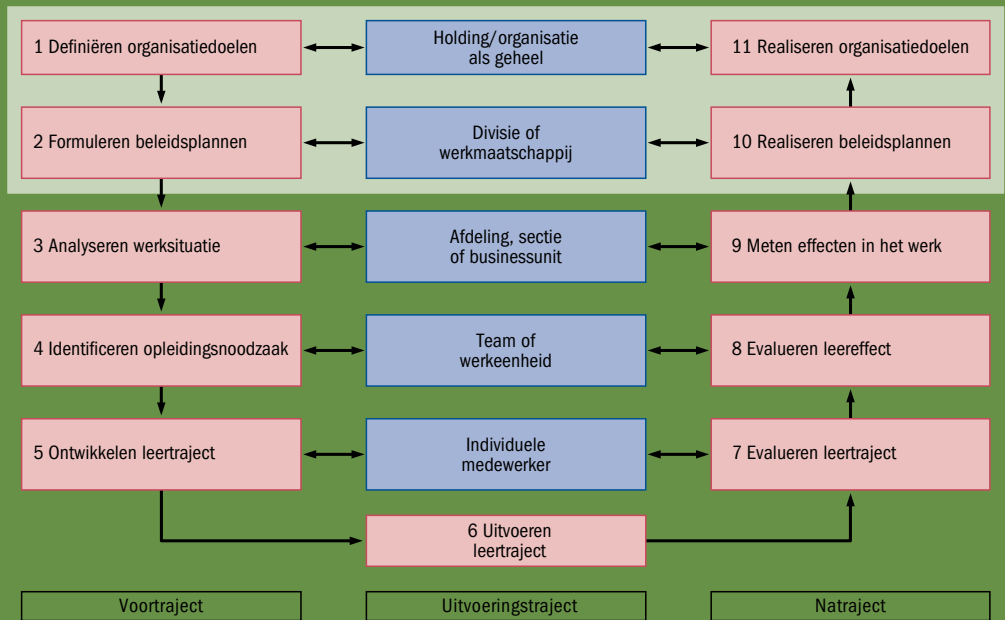 1 Definiëren organisatiedoelen
Holding/organisatie
als geheel
11 Realiseren organisatiedoelen
2 Formuleren beleidsplannen
Divisie of
werkmaatschappij
10 Realiseren beleidsplannen
3 Analyseren werksituatie
Afdeling, sectie
of businessunit
9 Meten effecten in het werk
4 Identificeren opleidingsnoodzaak
Team of
werkeenheid
8 Evalueren leereffect
5 Ontwikkelen leertraject
Individuele
medewerker
7 Evalueren leertraject
6 Uitvoeren
leertraject
Voortraject
Uitvoeringstraject
Natraject